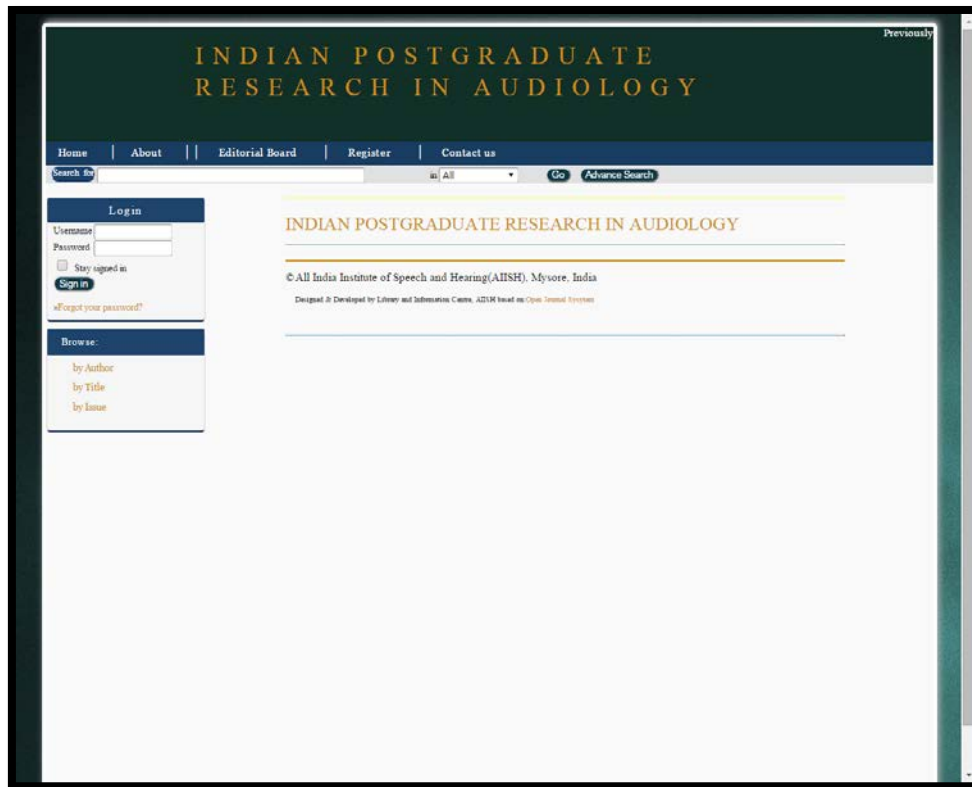 Previously
INDIAN POSTGRADUATE
RESEARCH IN AUDIOLOGY
Home | About | | Editorial Board | Register | Contact us
Search for in All Go Advance Search
Login
Username
Password
Stay signed in
Sign in
»Forgot your password?
Browse:
by Author
by Title
by Issue
INDIAN POSTGRADUATE RESEARCH IN AUDIOLOGY
© All India Institute of Speech and Hearing(AIISH), Mysore, India
Designed & Developed by Library and Information Centre, AIISH based on Open Journal Sysytem